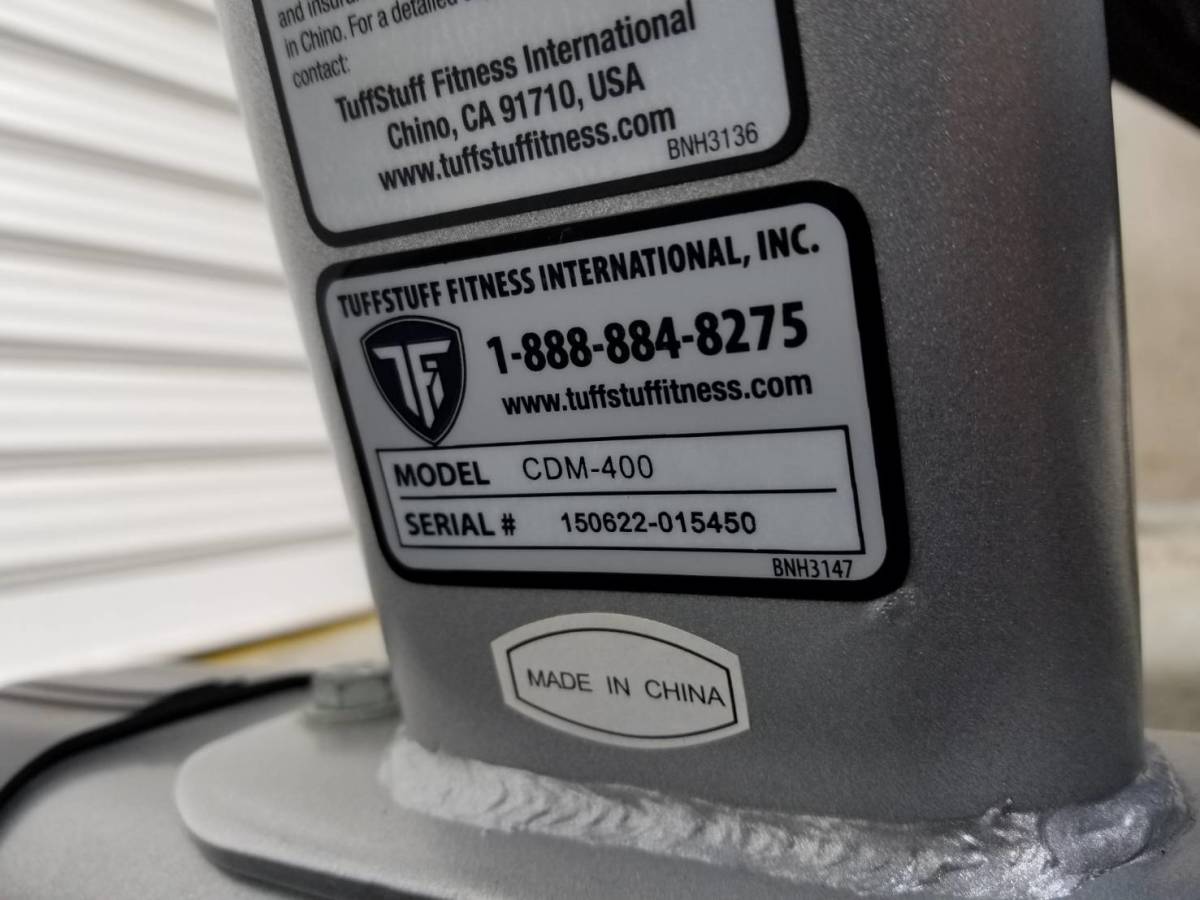 and insura
in Chino. For a detailed
contact:
TuffStuff Fitness International
Chino, CA 91710, USA
www.tuffstuffitness.com
BNH3136
TUFFSTUFF FITNESS INTERNATIONAL, INC.
TF
1-888-884-8275
www.tuffstuffitness.com
MODEL CDM-400
SERIAL # 150622-015450
BNH3147
MADE IN CHINA